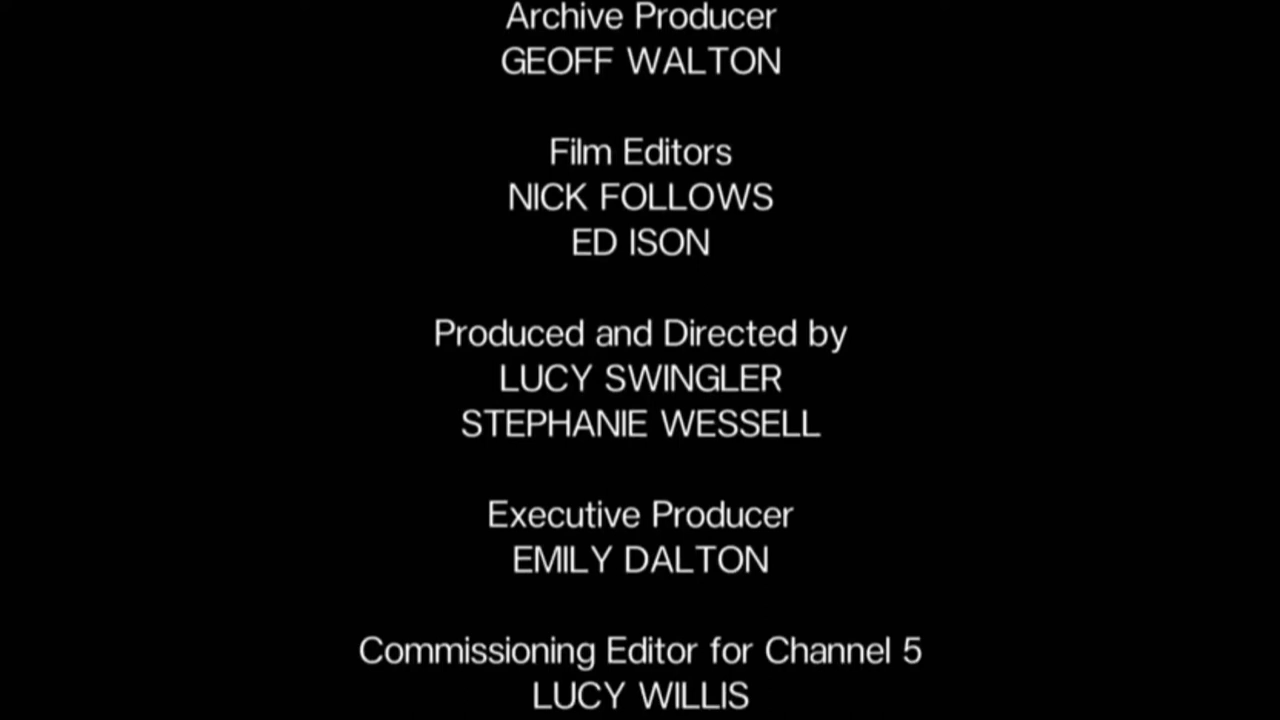 Archive Producer
GEOFF WALTON
Film Editors
NICK FOLLOWS
ED ISON
Produced and Directed by
LUCY SWINGLER
STEPHANIE WESSELL
Executive Producer
EMILY DALTON
Commissioning Editor for Channel 5
LUCY WILLIS